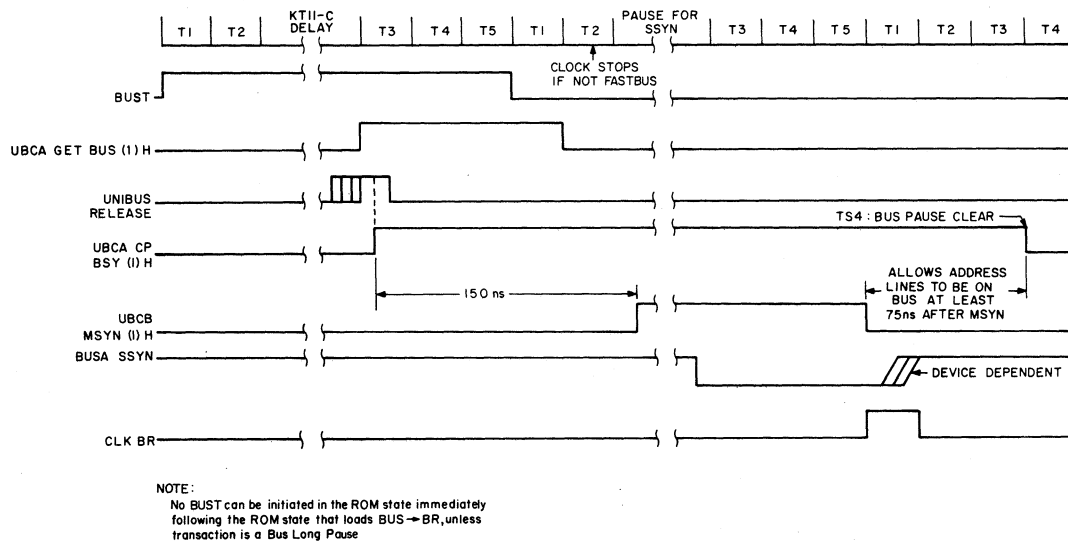 T1 T2 KT11-C DELAY T3 T4 T5 T1 T2 PAUSE FOR SSYN T3 T4 T5 T1 T2 T3 T4
CLOCK STOPS
IF NOT FASTBUS
BUST
UBCA GET BUS (1) H
UNIBUS
RELEASE
TS4 : BUS PAUSE CLEAR
UBCA CP
BSY (1) H
150 ns
ALLOWS ADDRESS
LINES TO BE ON
BUS AT LEAST
75ns AFTER MSYN
UBCB
MSYN (1) H
BUSA SSYN
DEVICE DEPENDENT
CLK BR
NOTE:
No BUST can be initiated in the ROM state immediately
following the ROM state that loads BUS→BR, unless
transaction is a Bus Long Pause